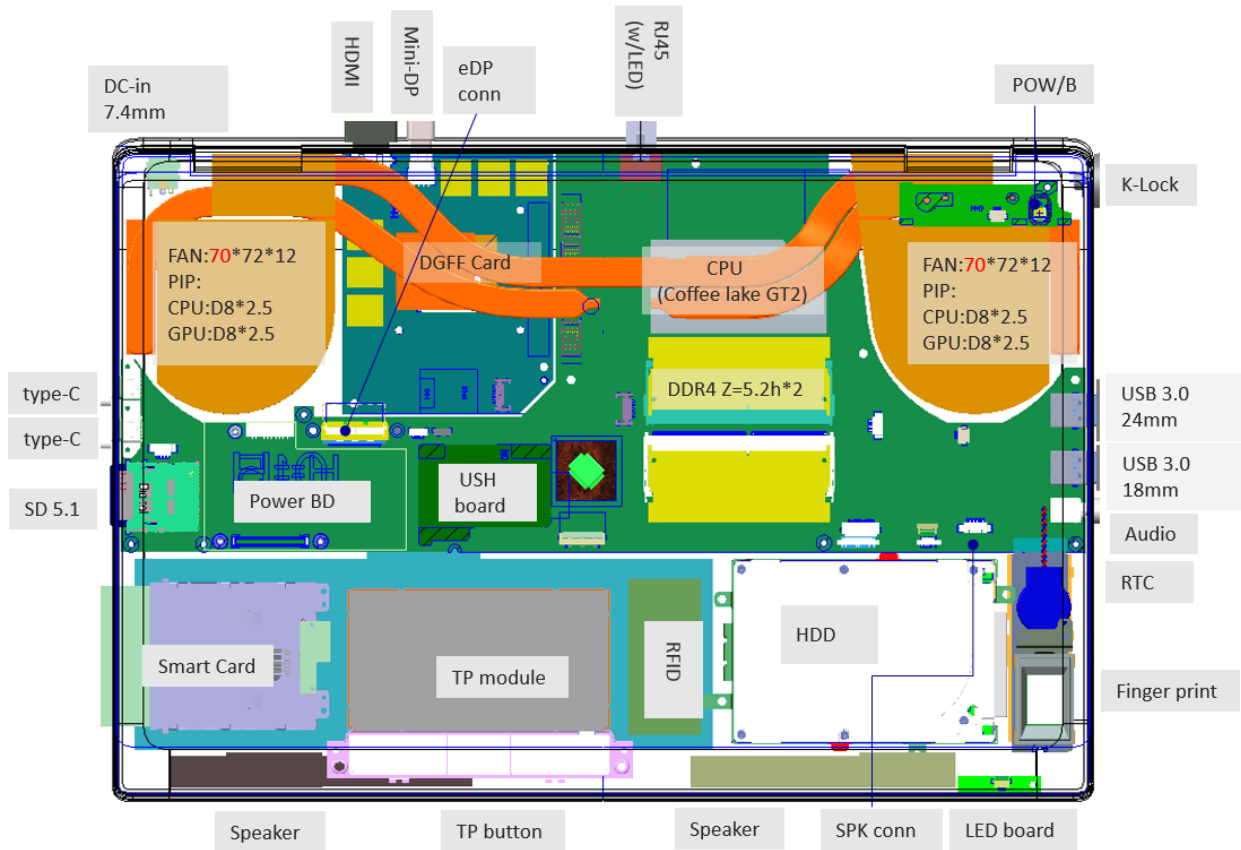 DC-in
7.4mm
HDMI
Mini-DP
eDP
conn
RJ45
(w/LED)
POW/B
K-Lock
FAN:70*72*12
PIP:
CPU:D8*2.5
GPU:D8*2.5
DGFF Card
CPU
(Coffee lake GT2)
FAN:70*72*12
PIP:
CPU:D8*2.5
GPU:D8*2.5
type-C
type-C
SD 5.1
DDR4 Z=5.2h*2
USB 3.0
24mm
USB 3.0
18mm
Audio
RTC
Power BD
USH
board
Smart Card
TP module
RFID
HDD
Finger print
Speaker
TP button
Speaker
SPK conn
LED board